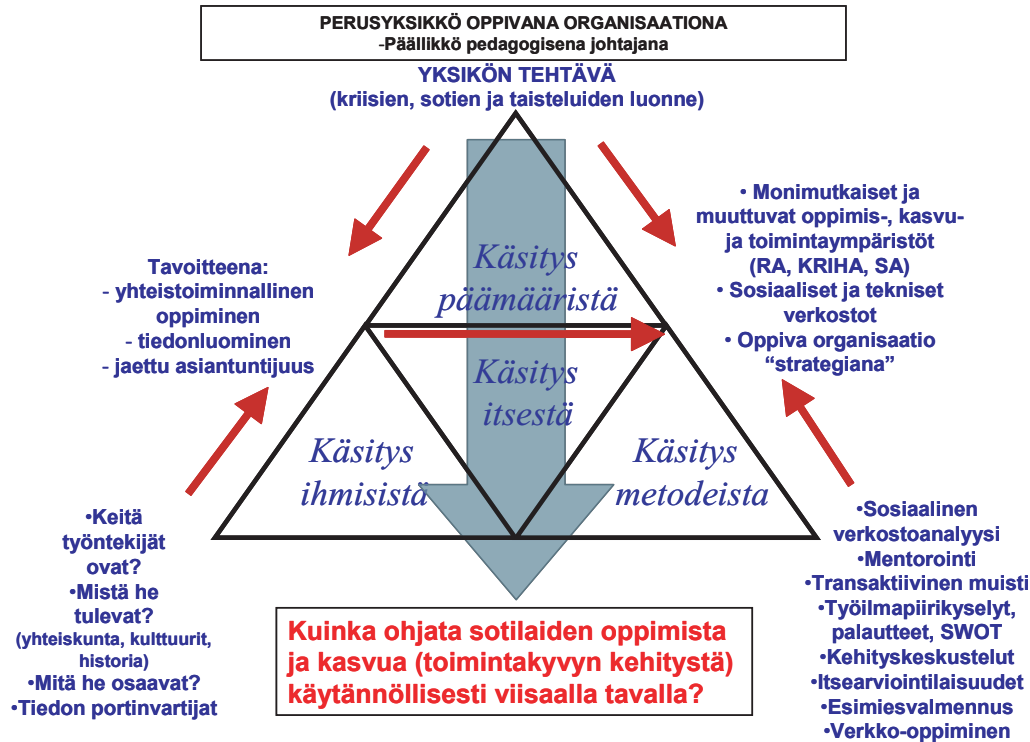 PERUSYKSIKKÖ OPPIVANA ORGANISAATIONA
-Päällikkö pedagogisena johtajana
YKSIKÖN TEHTÄVÄ
(kriisien, sotien ja taisteluiden luonne)
Tavoitteena:
- yhteistoiminnallinen
oppiminen
- tiedonluominen
- jaettu asiantuntijuus
• Monimutkaiset ja
muuttuvat oppimis-, kasvu-
ja toimintaympäristöt
(RA, KRIHA, SA)
• Sosiaaliset ja tekniset
verkostot
• Oppiva organisaatio
“strategiana”
Käsitys
päämääristä
Käsitys
itsestä
Käsitys
ihmisistä
Käsitys
metodeista
•Keitä
työntekijät
ovat?
•Mistä he
tulevat?
(yhteiskunta, kulttuurit,
historia)
•Mitä he osaavat?
•Tiedon portinvartijat
Kuinka ohjata sotilaiden oppimista
ja kasvua (toimintakyvyn kehitystä)
käytännöllisesti viisaalla tavalla?
•Sosiaalinen
verkostoanalyysi
•Mentorointi
•Transaktiivinen muisti
•Työilmapiirikyselyt,
palautteet, SWOT
•Kehityskeskustelut
•Itsearviointilaisuudet
•Esimiesvalmennus
•Verkko-oppiminen